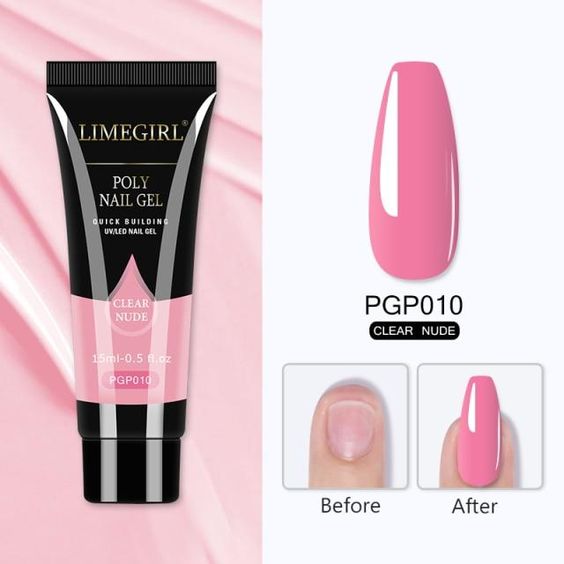 LIMEGIRL®
POLY
NAIL GEL
QUICK BUILDING
UV/LED NAIL GEL
CLEAR
NUDE
15ml-0.5 fl.oz
PGP010
PGP010
CLEAR NUDE
Before
After